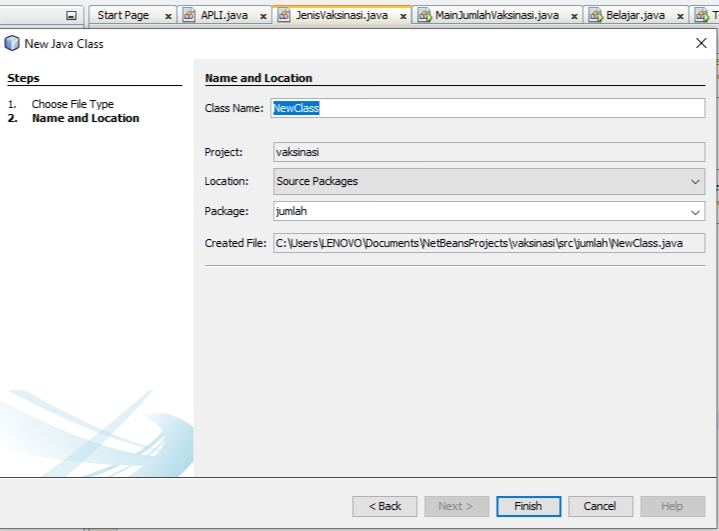 Start Page x APLI.java x JenisVaksinasi.java x MainJumlahVaksinasi.java x Belajar.java x T
New Java Class
Steps
1. Choose File Type
2. Name and Location
Name and Location
Class Name: NewClass
Project: vaksinasi
Location: Source Packages
Package: jumlah
Created File: C:\Users\LENOVO\Documents\NetBeansProjects\vaksinasi\src\jumlah\NewClass.java
< Back Next > Finish Cancel Help